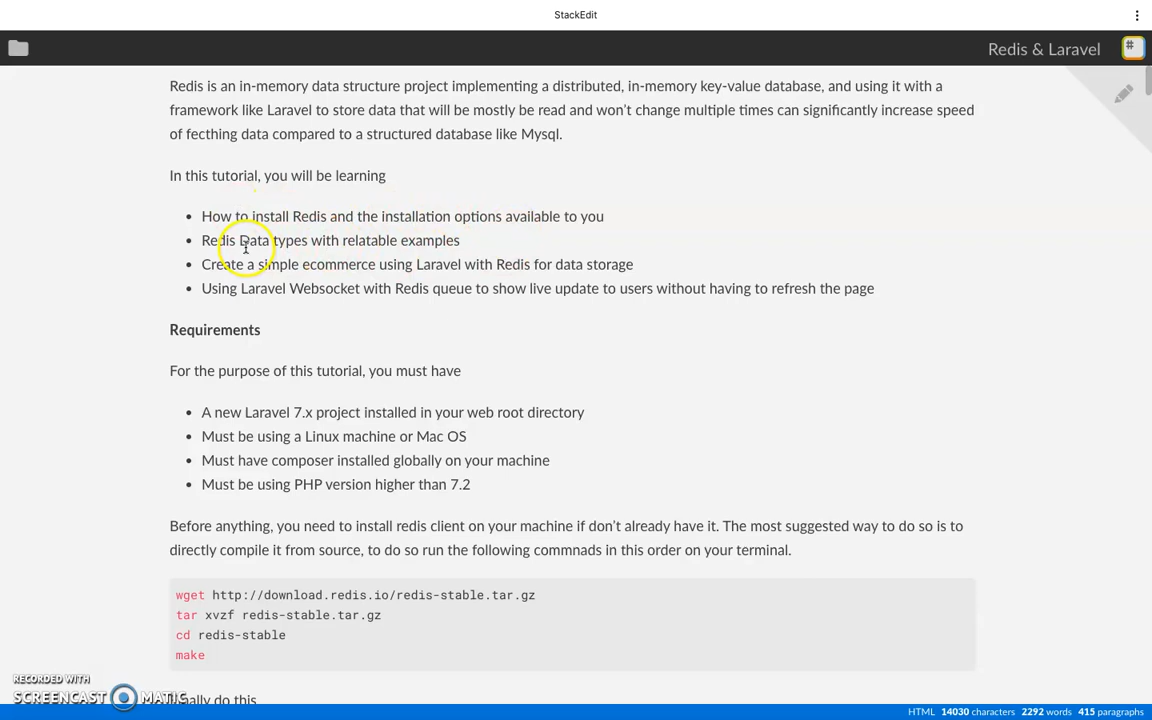 StackEdit
Redis & Laravel
#
Redis is an in-memory data structure project implementing a distributed, in-memory key-value database, and using it with a
framework like Laravel to store data that will be mostly be read and won't change multiple times can significantly increase speed
of fecthing data compared to a structured database like Mysql.
In this tutorial, you will be learning
• How to install Redis and the installation options available to you
• Redis Data types with relatable examples
• Create a simple ecommerce using Laravel with Redis for data storage
• Using Laravel Websocket with Redis queue to show live update to users without having to refresh the page
Requirements
For the purpose of this tutorial, you must have
• A new Laravel 7.x project installed in your web root directory
• Must be using a Linux machine or Mac OS
• Must have composer installed globally on your machine
• Must be using PHP version higher than 7.2
Before anything, you need to install redis client on your machine if don't already have it. The most suggested way to do so is to
directly compile it from source, to do so run the following commnads in this order on your terminal.
wget http://download.redis.io/redis-stable.tar.gz
tar xvzf redis-stable.tar.gz
cd redis-stable
make
RECORDED WITH
SCREENCAST MATIC
do this
HTML 14030 characters 2292 words 415 paragraphs